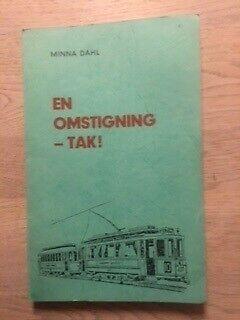 MINNA DAHL
EN
OMSTIGNING
– TAK!